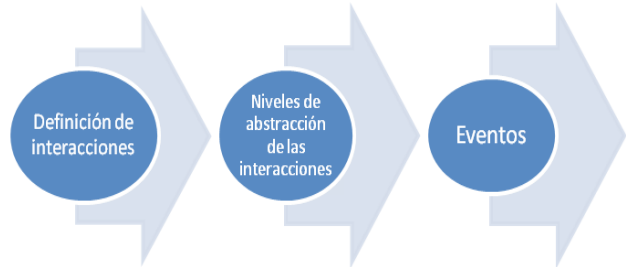 Definición de
interacciones
Niveles de
abstracción
de las
interacciones
Eventos